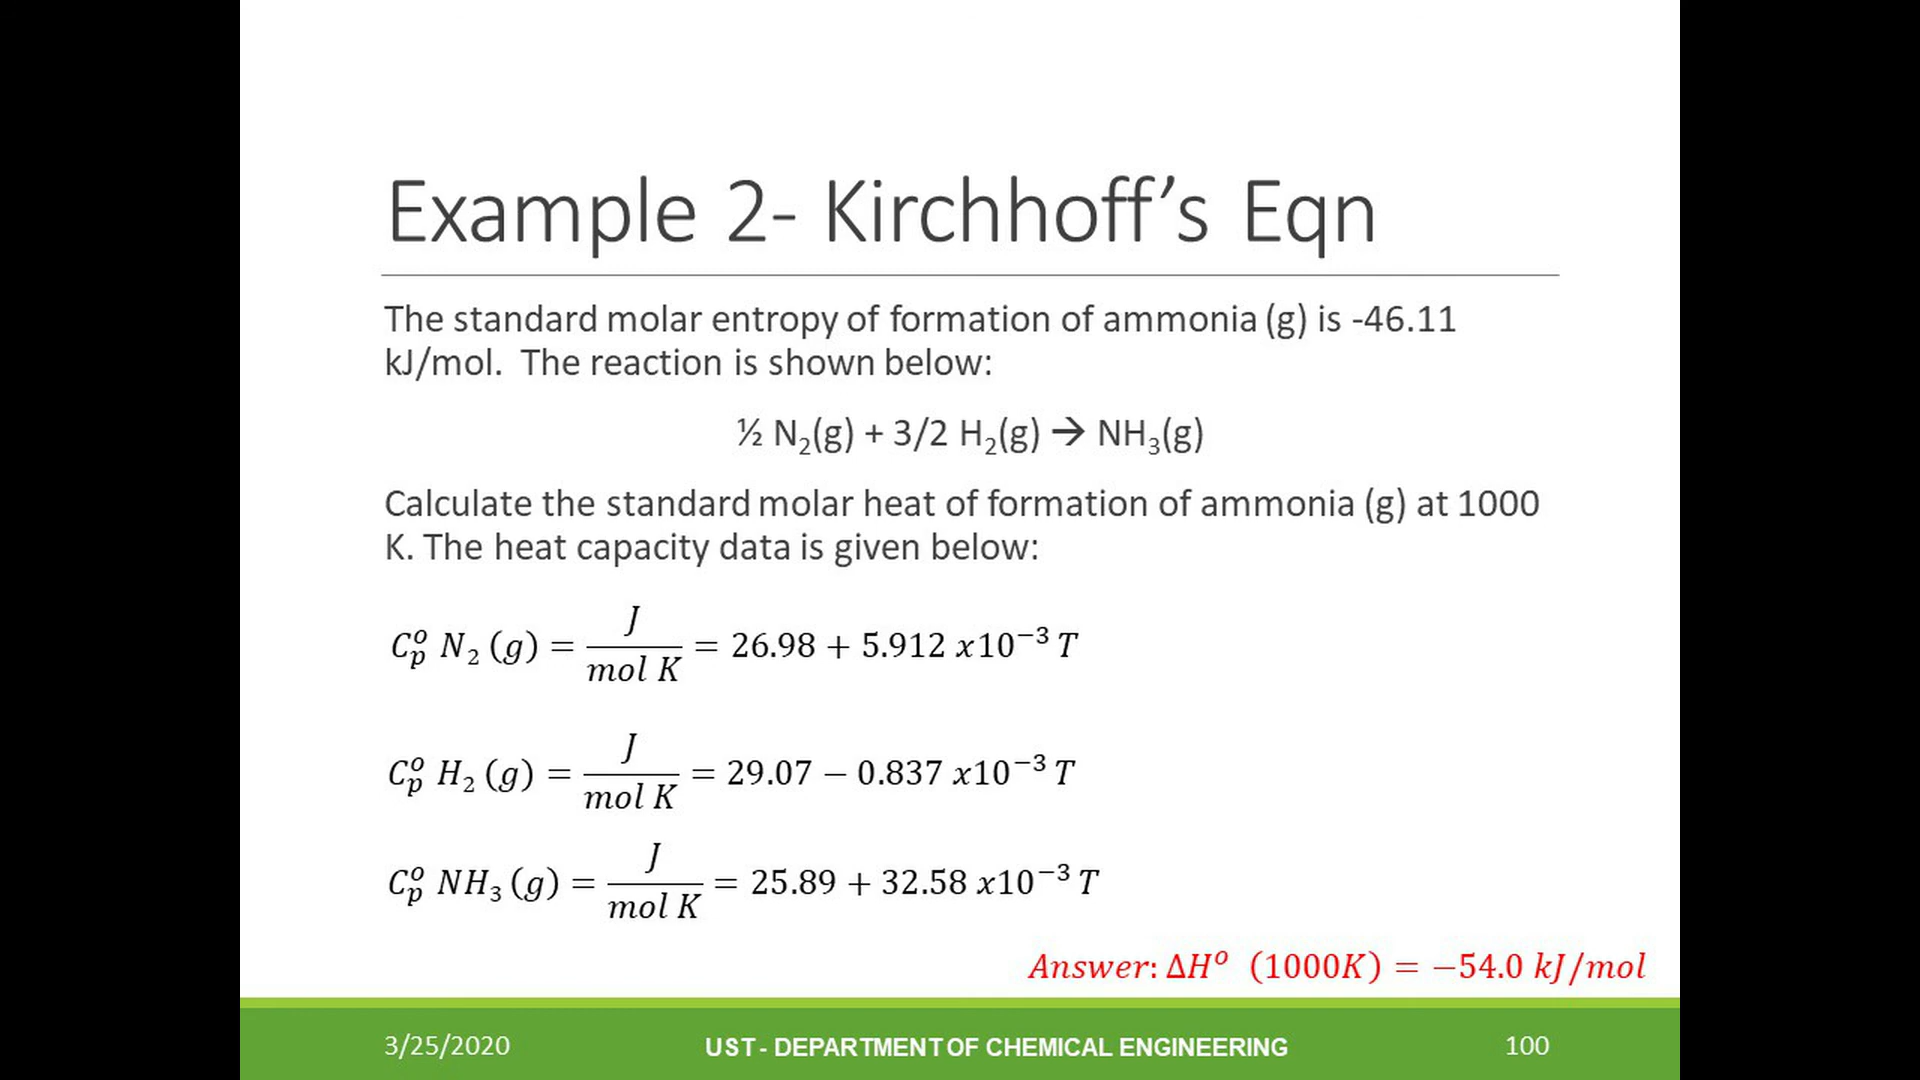 Example 2- Kirchhoff’s Eqn
The standard molar entropy of formation of ammonia (g) is -46.11
kJ/mol.  The reaction is shown below:
½ N₂(g) + 3/2 H₂(g) → NH₃(g)
Calculate the standard molar heat of formation of ammonia (g) at 1000
K. The heat capacity data is given below:
C_p^o N₂ (g) = J/(mol K) = 26.98 + 5.912 x10⁻³ T
C_p^o H₂ (g) = J/(mol K) = 29.07 − 0.837 x10⁻³ T
C_p^o NH₃ (g) = J/(mol K) = 25.89 + 32.58 x10⁻³ T
Answer: ΔH^o (1000K) = −54.0 kJ/mol
3/25/2020
UST - DEPARTMENT OF CHEMICAL ENGINEERING
100